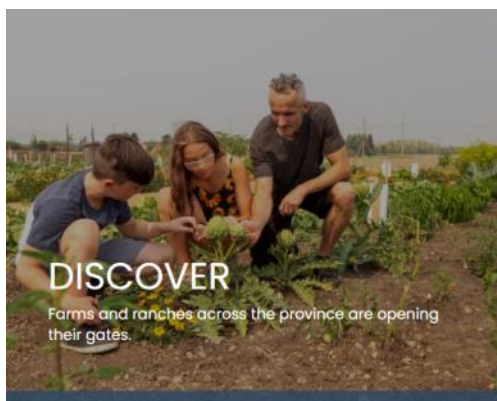 DISCOVER
Farms and ranches across the province are opening
their gates.